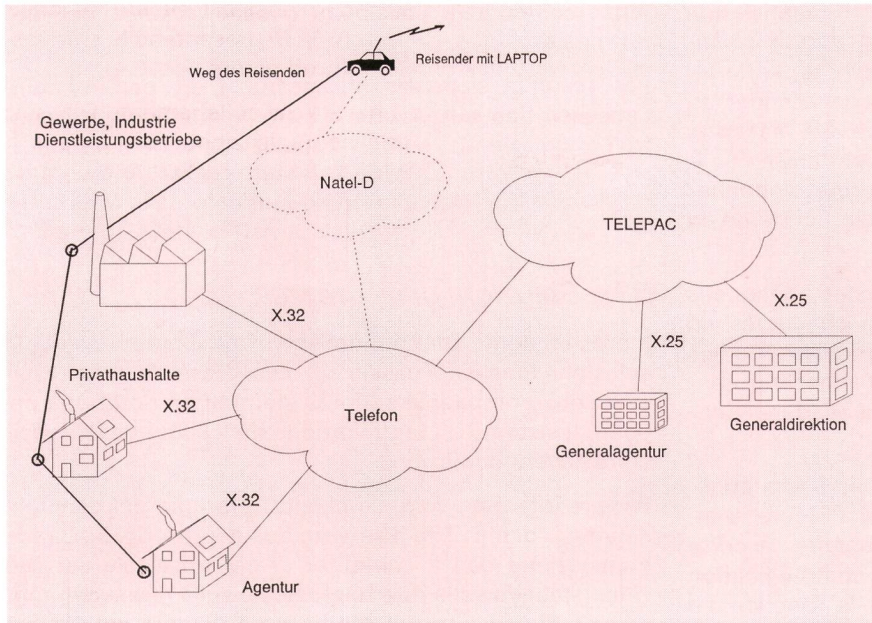 Weg des Reisenden
Reisender mit LAPTOP
Gewerbe, Industrie
Dienstleistungsbetriebe
Natel-D
TELEPAC
X.32
X.25
X.25
Privathaushalte
X.32
Telefon
Generalagentur
Generaldirektion
X.32
Agentur